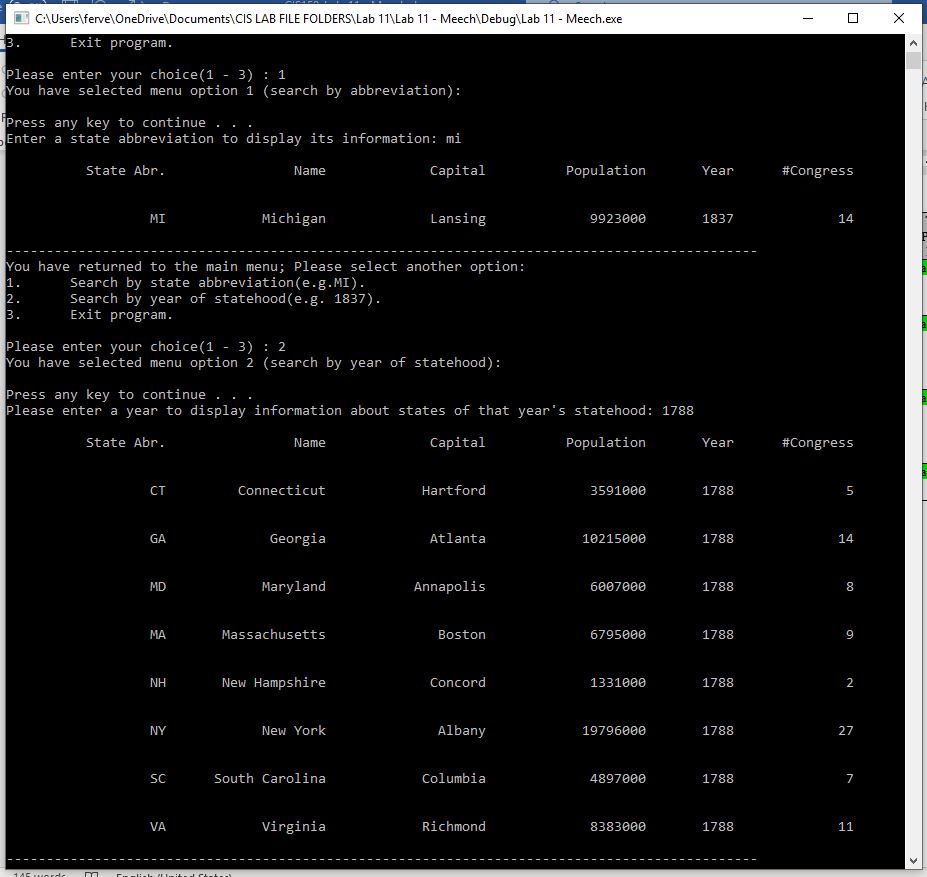 C:\Users\ferve\OneDrive\Documents\CIS LAB FILE FOLDERS\Lab 11\Lab 11 - Meech\Debug\Lab 11 - Meech.exe
3.      Exit program.
Please enter your choice(1 - 3) : 1
You have selected menu option 1 (search by abbreviation):
Press any key to continue . . .
Enter a state abbreviation to display its information: mi
State Abr. Name Capital Population Year #Congress
MI Michigan Lansing 9923000 1837 14
----------------------------------------------------------------------------------------------
You have returned to the main menu; Please select another option:
1.      Search by state abbreviation(e.g.MI).
2.      Search by year of statehood(e.g. 1837).
3.      Exit program.
Please enter your choice(1 - 3) : 2
You have selected menu option 2 (search by year of statehood):
Press any key to continue . . .
Please enter a year to display information about states of that year's statehood: 1788
State Abr. Name Capital Population Year #Congress
CT Connecticut Hartford 3591000 1788 5
GA Georgia Atlanta 10215000 1788 14
MD Maryland Annapolis 6007000 1788 8
MA Massachusetts Boston 6795000 1788 9
NH New Hampshire Concord 1331000 1788 2
NY New York Albany 19796000 1788 27
SC South Carolina Columbia 4897000 1788 7
VA Virginia Richmond 8383000 1788 11
----------------------------------------------------------------------------------------------
145 words English (United States)